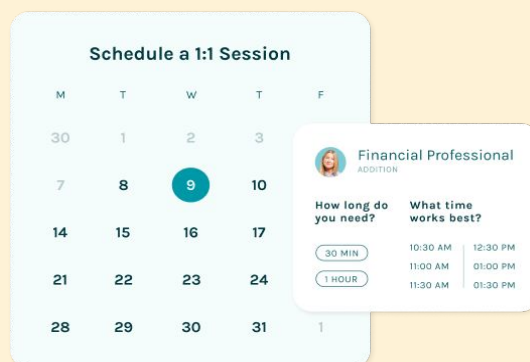 Schedule a 1:1 Session
M T W T F
30 1 2 3
7 8 9 10
14 15 16 17
21 22 23 24
28 29 30 31 1
Financial Professional
ADDITION
How long do
you need?
30 MIN
1 HOUR
What time
works best?
10:30 AM 12:30 PM
11:00 AM 01:00 PM
11:30 AM 01:30 PM